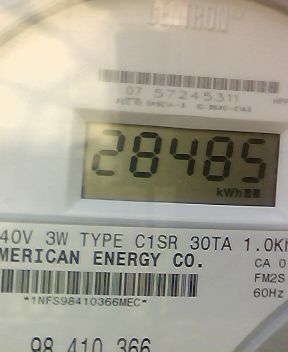 CENTRON®
07 57245311
28485
kWh
40V 3W TYPE C1SR 30TA 1.0K
MERICAN ENERGY CO.
CA 0
FM2S
*1NFS98410366MEC*
60Hz
98 410 366